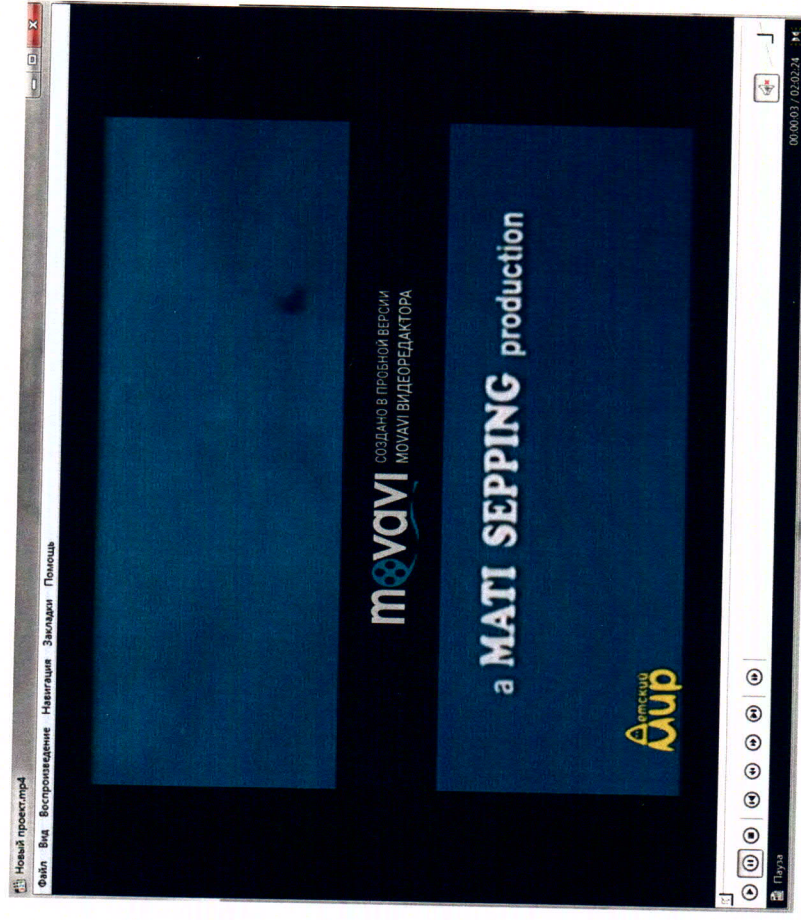 Новый проект.mp4
Файл Вид Воспроизведение Навигация Закладки Помощь
movavi
СОЗДАНО В ПРОБНОЙ ВЕРСИИ
MOVAVI ВИДЕОРЕДАКТОРА
a MATI SEPPING production
Детский
Мир
Пауза
00:00:03 / 02:02:24